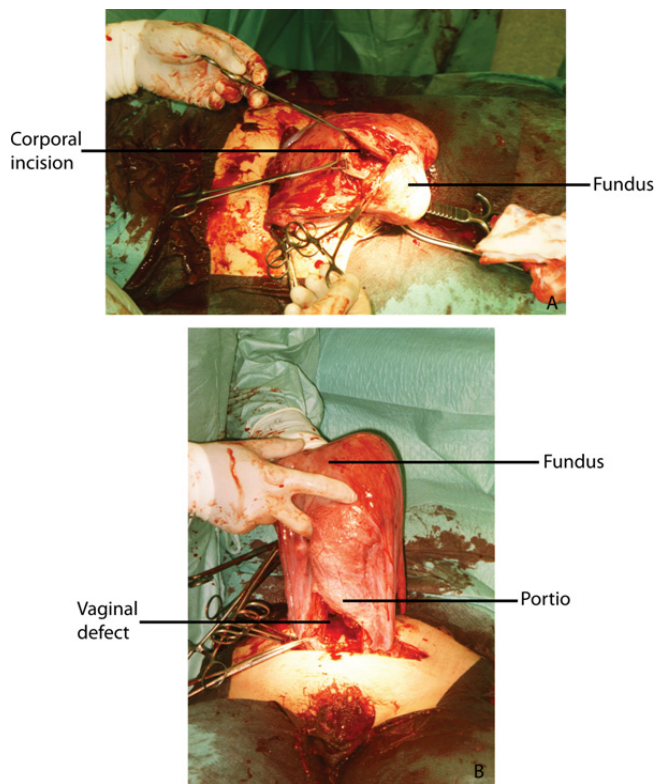 Corporal
incision
Fundus
A
Fundus
Vaginal
defect
Portio
B